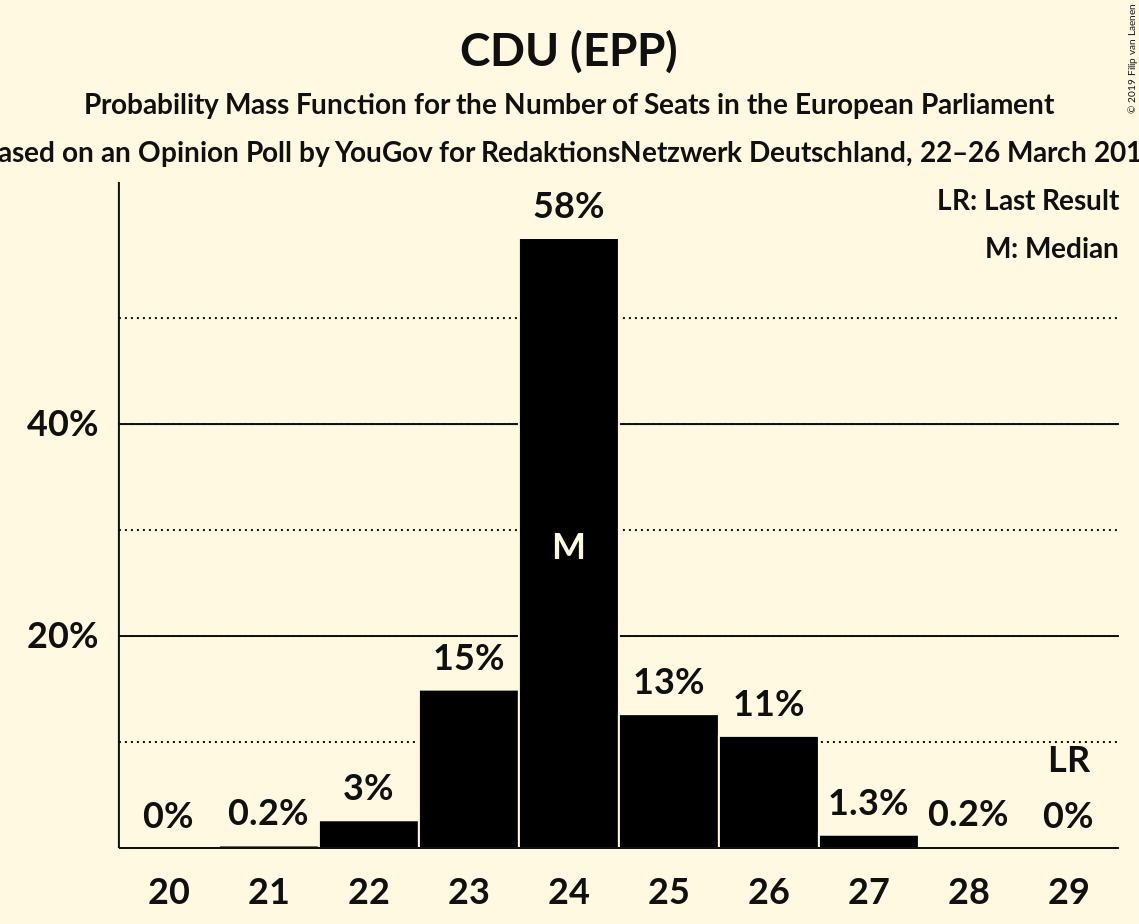 CDU (EPP)
Probability Mass Function for the Number of Seats in the European Parliament
ased on an Opinion Poll by YouGov for RedaktionsNetzwerk Deutschland, 22–26 March 201
© 2019 Filip van Laenen
LR: Last Result
M: Median
58%
40%
M
20%
15%
13%
11%
LR
0%
0.2%
3%
1.3%
0.2%
0%
20 21 22 23 24 25 26 27 28 29